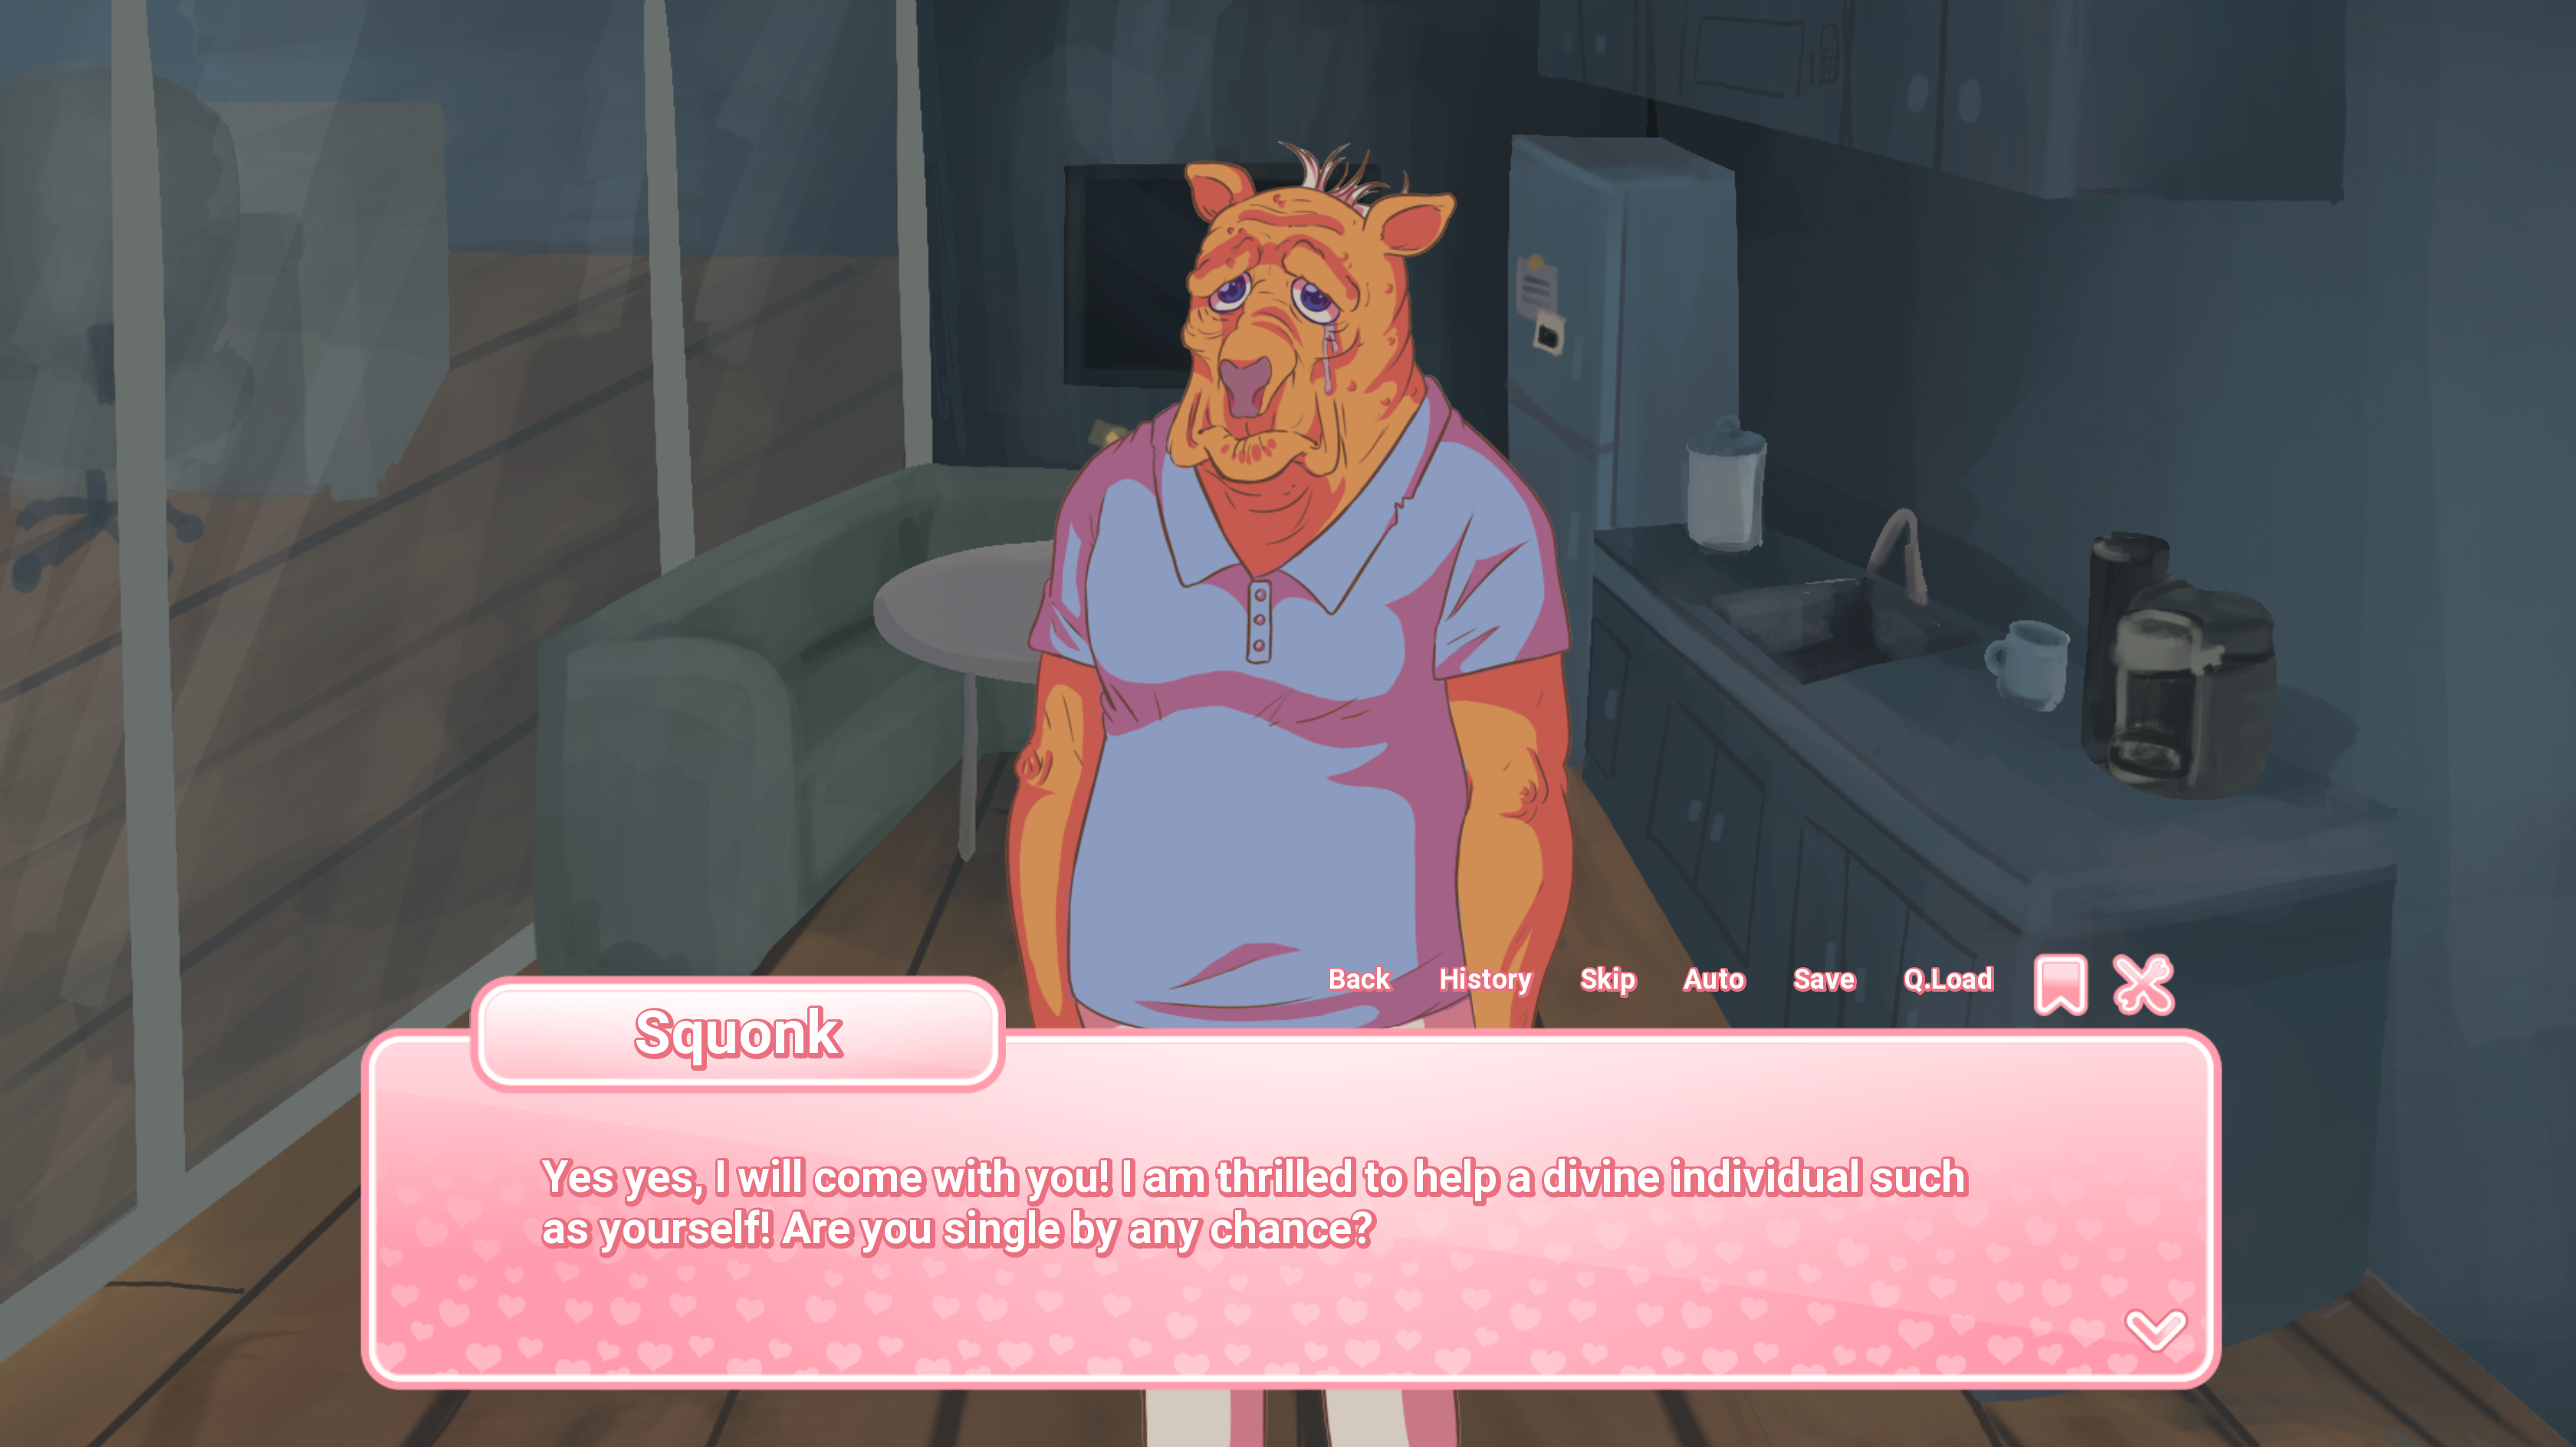 Back History Skip Auto Save Q.Load
Squonk
Yes yes, I will come with you! I am thrilled to help a divine individual such
as yourself! Are you single by any chance?